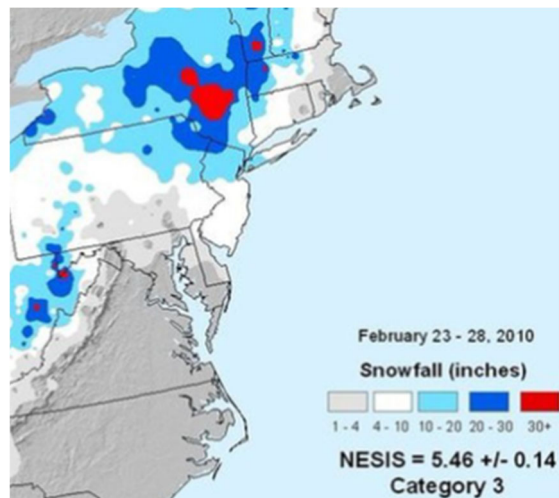 February 23 - 28, 2010
Snowfall (inches)
1 - 4 4 - 10 10 - 20 20 - 30 30+
NESIS = 5.46 +/- 0.14
Category 3